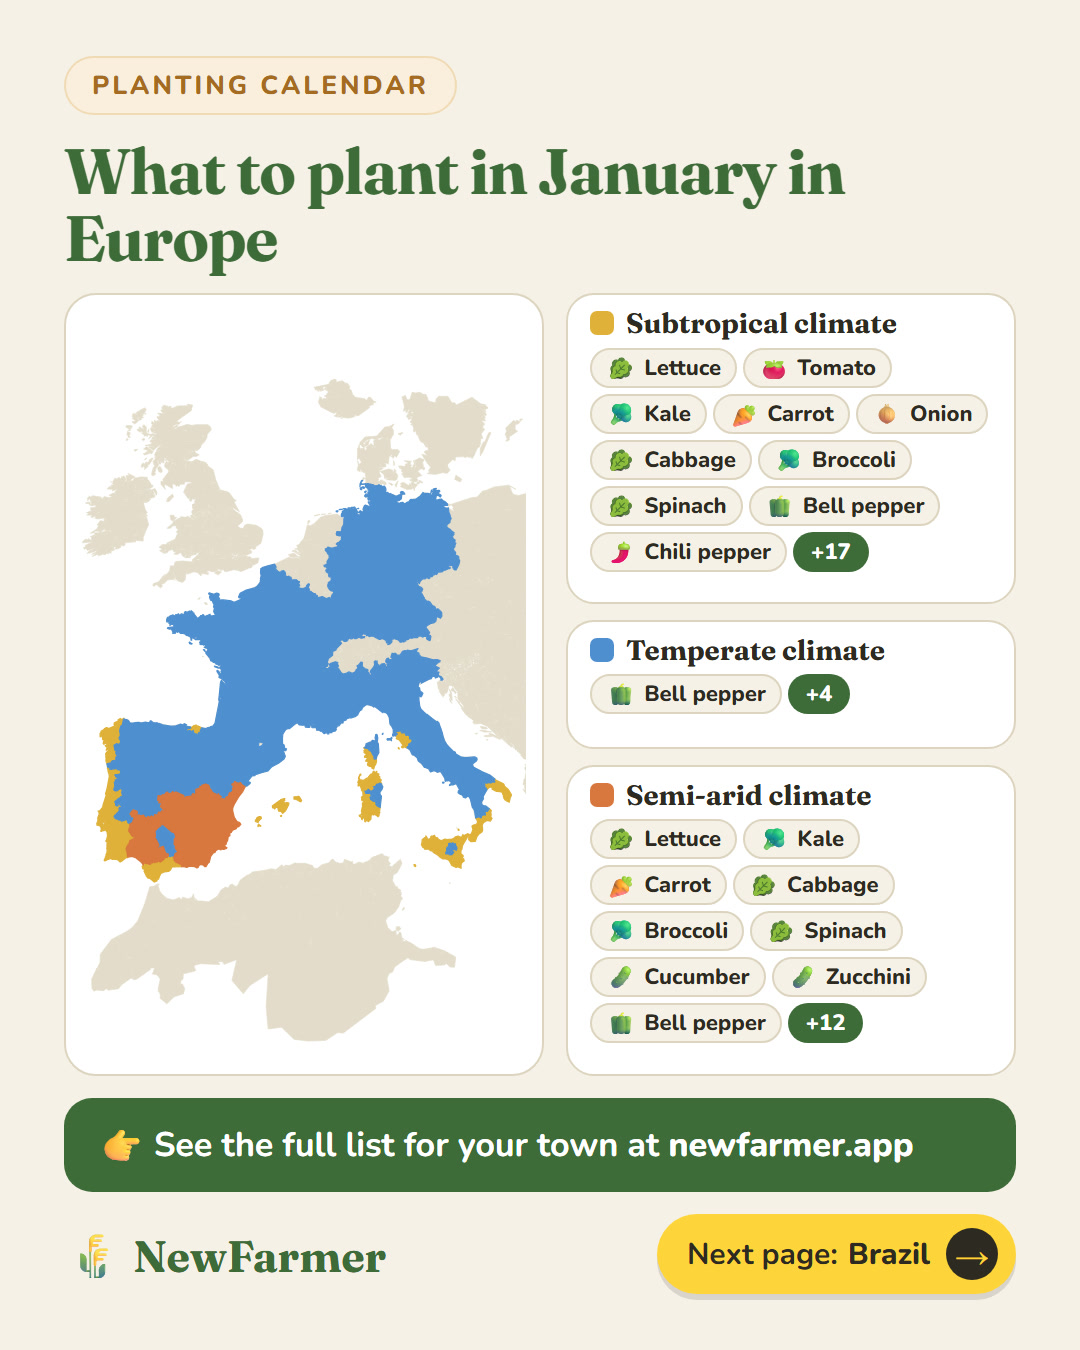 PLANTING CALENDAR
What to plant in January in
Europe
Subtropical climate
Lettuce Tomato
Kale Carrot Onion
Cabbage Broccoli
Spinach Bell pepper
Chili pepper +17
Temperate climate
Bell pepper +4
Semi-arid climate
Lettuce Kale
Carrot Cabbage
Broccoli Spinach
Cucumber Zucchini
Bell pepper +12
See the full list for your town at newfarmer.app
NewFarmer
Next page: Brazil →